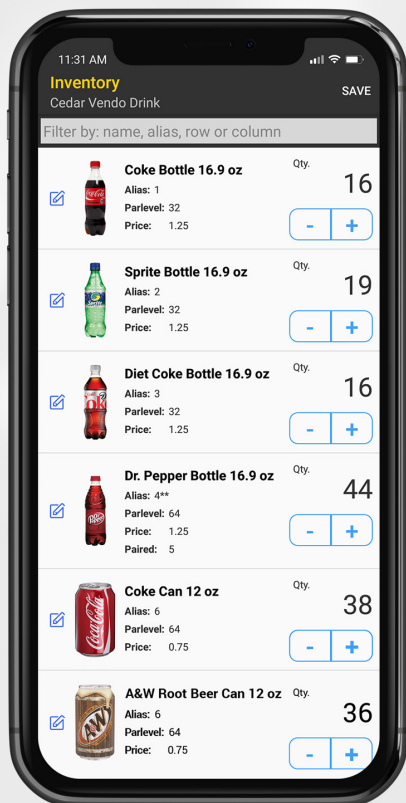 11:31 AM
Inventory
Cedar Vendo Drink
SAVE
Filter by: name, alias, row or column
Coke Bottle 16.9 oz
Qty.
16
Alias: 1
Parlevel: 32
Price: 1.25
- +
Sprite Bottle 16.9 oz
Qty.
19
Alias: 2
Parlevel: 32
Price: 1.25
- +
Diet Coke Bottle 16.9 oz
Qty.
16
Alias: 3
Parlevel: 32
Price: 1.25
- +
Dr. Pepper Bottle 16.9 oz
Qty.
44
Alias: 4**
Parlevel: 64
Price: 1.25
Paired: 5
- +
Coke Can 12 oz
Qty.
38
Alias: 6
Parlevel: 64
Price: 0.75
- +
Coca-Cola
A&W Root Beer Can 12 oz
Qty.
36
Alias: 6
Parlevel: 64
Price: 0.75
- +
A&W